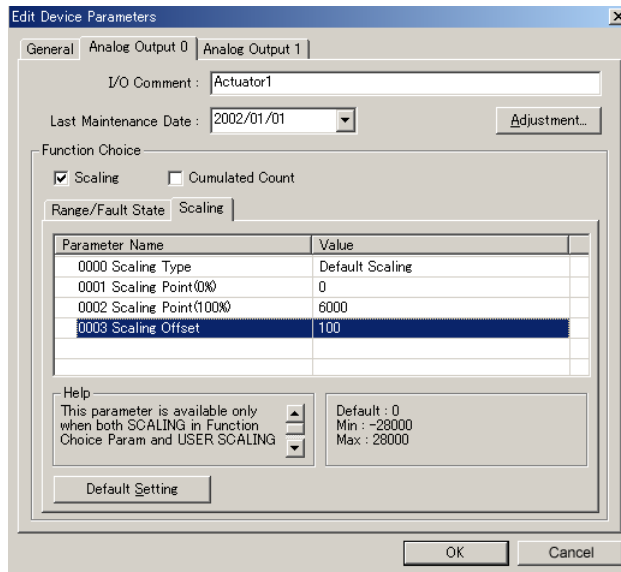 Edit Device Parameters
General Analog Output 0 Analog Output 1
I/O Comment : Actuator1
Last Maintenance Date : 2002/01/01 Adjustment...
Function Choice
Scaling Cumulated Count
Range/Fault State Scaling
Parameter Name Value
0000 Scaling Type Default Scaling
0001 Scaling Point(0%) 0
0002 Scaling Point(100%) 6000
0003 Scaling Offset 100
Help
This parameter is available only
when both SCALING in Function
Choice Param and USER SCALING
Default : 0
Min : -28000
Max : 28000
Default Setting
OK Cancel